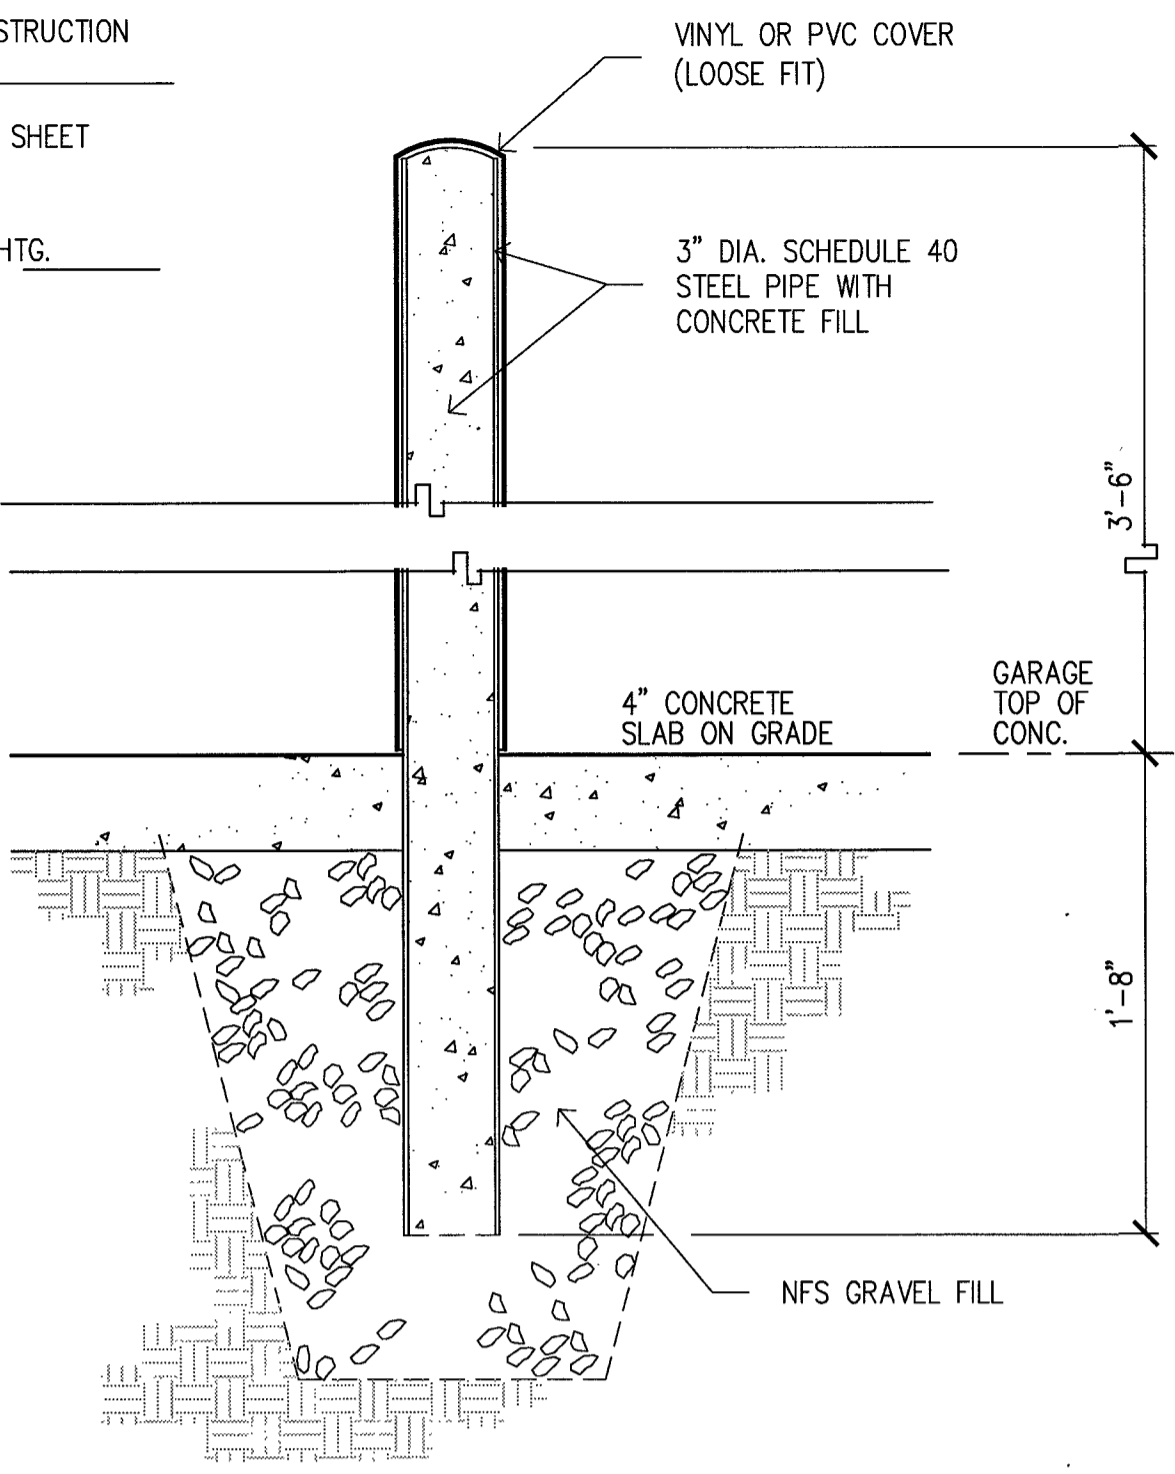 STRUCTION
SHEET
HTG.
VINYL OR PVC COVER
(LOOSE FIT)
3" DIA. SCHEDULE 40
STEEL PIPE WITH
CONCRETE FILL
3'-6"
4" CONCRETE
SLAB ON GRADE
GARAGE
TOP OF
CONC.
1'-8"
NFS GRAVEL FILL